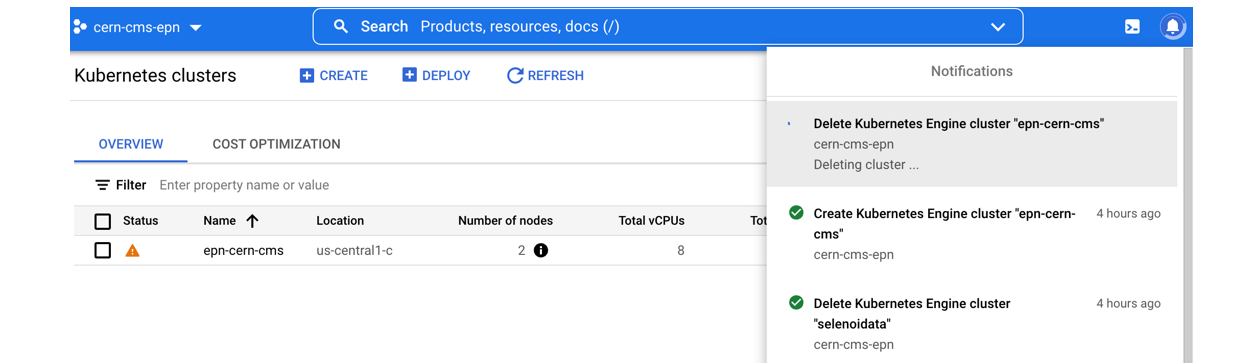 cern-cms-epn
Search Products, resources, docs (/)
Kubernetes clusters
CREATE
DEPLOY
REFRESH
OVERVIEW
COST OPTIMIZATION
Filter Enter property name or value
Status Name Location Number of nodes Total vCPUs Tot
epn-cern-cms us-central1-c 2 8
Notifications
Delete Kubernetes Engine cluster "epn-cern-cms"
cern-cms-epn
Deleting cluster ...
Create Kubernetes Engine cluster "epn-cern- 4 hours ago
cms"
cern-cms-epn
Delete Kubernetes Engine cluster 4 hours ago
"selenoidata"
cern-cms-epn